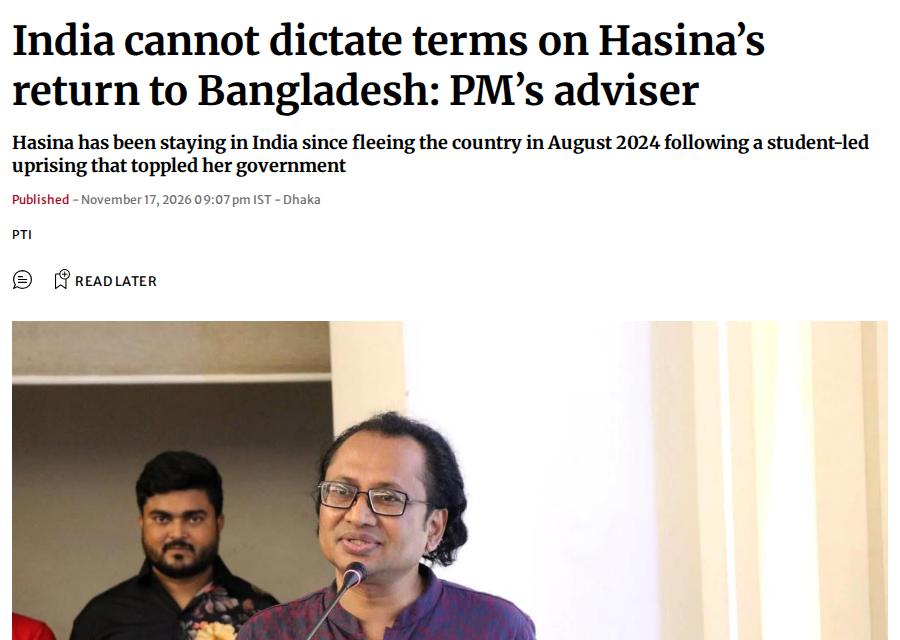 India cannot dictate terms on Hasina’s
return to Bangladesh: PM’s adviser
Hasina has been staying in India since fleeing the country in August 2024 following a student-led
uprising that toppled her government
Published - November 17, 2026 09:07 pm IST - Dhaka
PTI
READ LATER